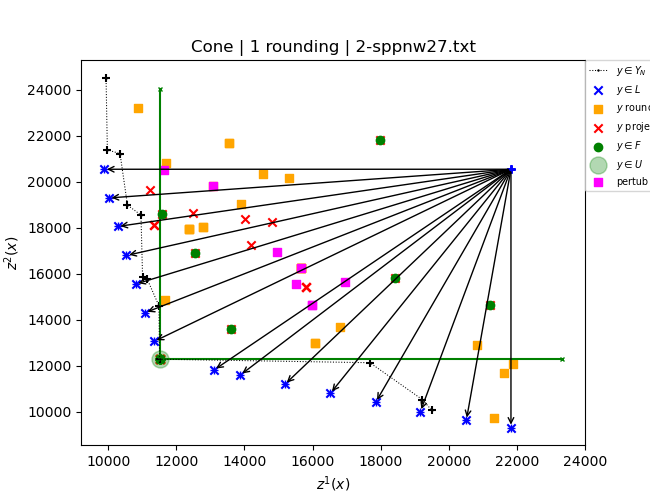 Cone | 1 rounding | 2-sppnw27.txt
z²(x)
24000
22000
20000
18000
16000
14000
12000
10000
10000 12000 14000 16000 18000 20000 22000 24000
z¹(x)
y ∈ Y_N
y ∈ L
y roun
y proje
y ∈ F
y ∈ U
pertub